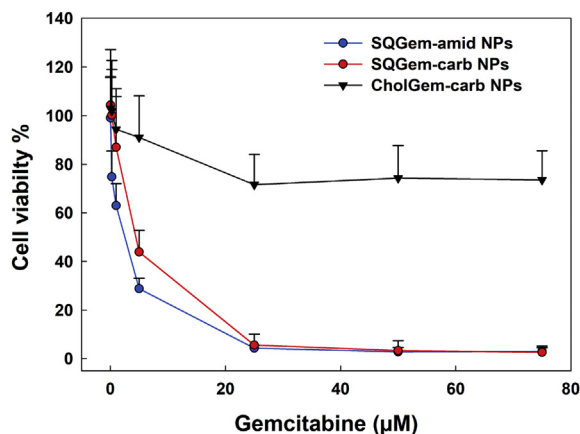 140
120
100
80
60
40
20
0
Cell viabilty %
SQGem-amid NPs
SQGem-carb NPs
CholGem-carb NPs
0 20 40 60 80
Gemcitabine (µM)